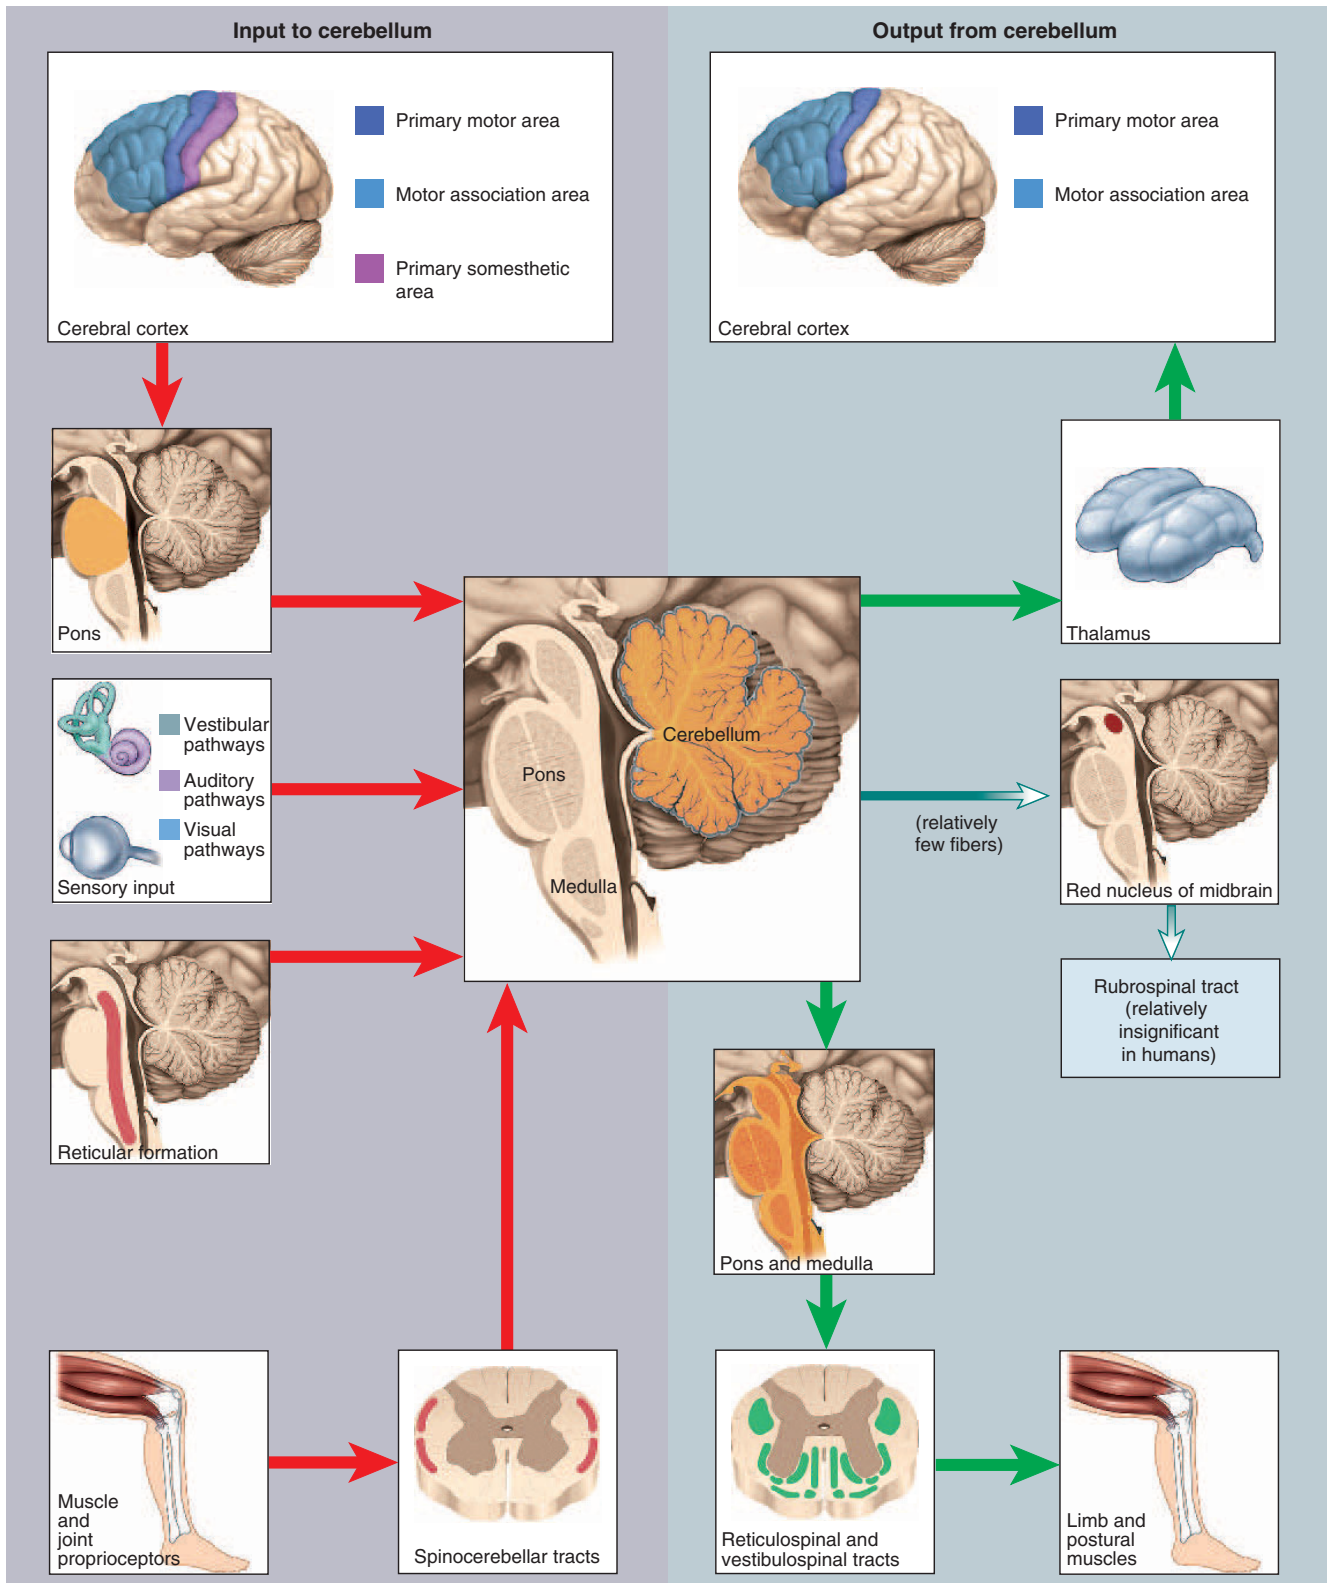 Input to cerebellum
Primary motor area
Motor association area
Primary somesthetic
area
Cerebral cortex
Pons
Vestibular
pathways
Auditory
pathways
Visual
pathways
Sensory input
Reticular formation
Muscle
and
joint
proprioceptors
Spinocerebellar tracts
Cerebellum
Pons
Medulla
Output from cerebellum
Primary motor area
Motor association area
Cerebral cortex
Thalamus
(relatively
few fibers)
Red nucleus of midbrain
Rubrospinal tract
(relatively
insignificant
in humans)
Pons and medulla
Reticulospinal and
vestibulospinal tracts
Limb and
postural
muscles